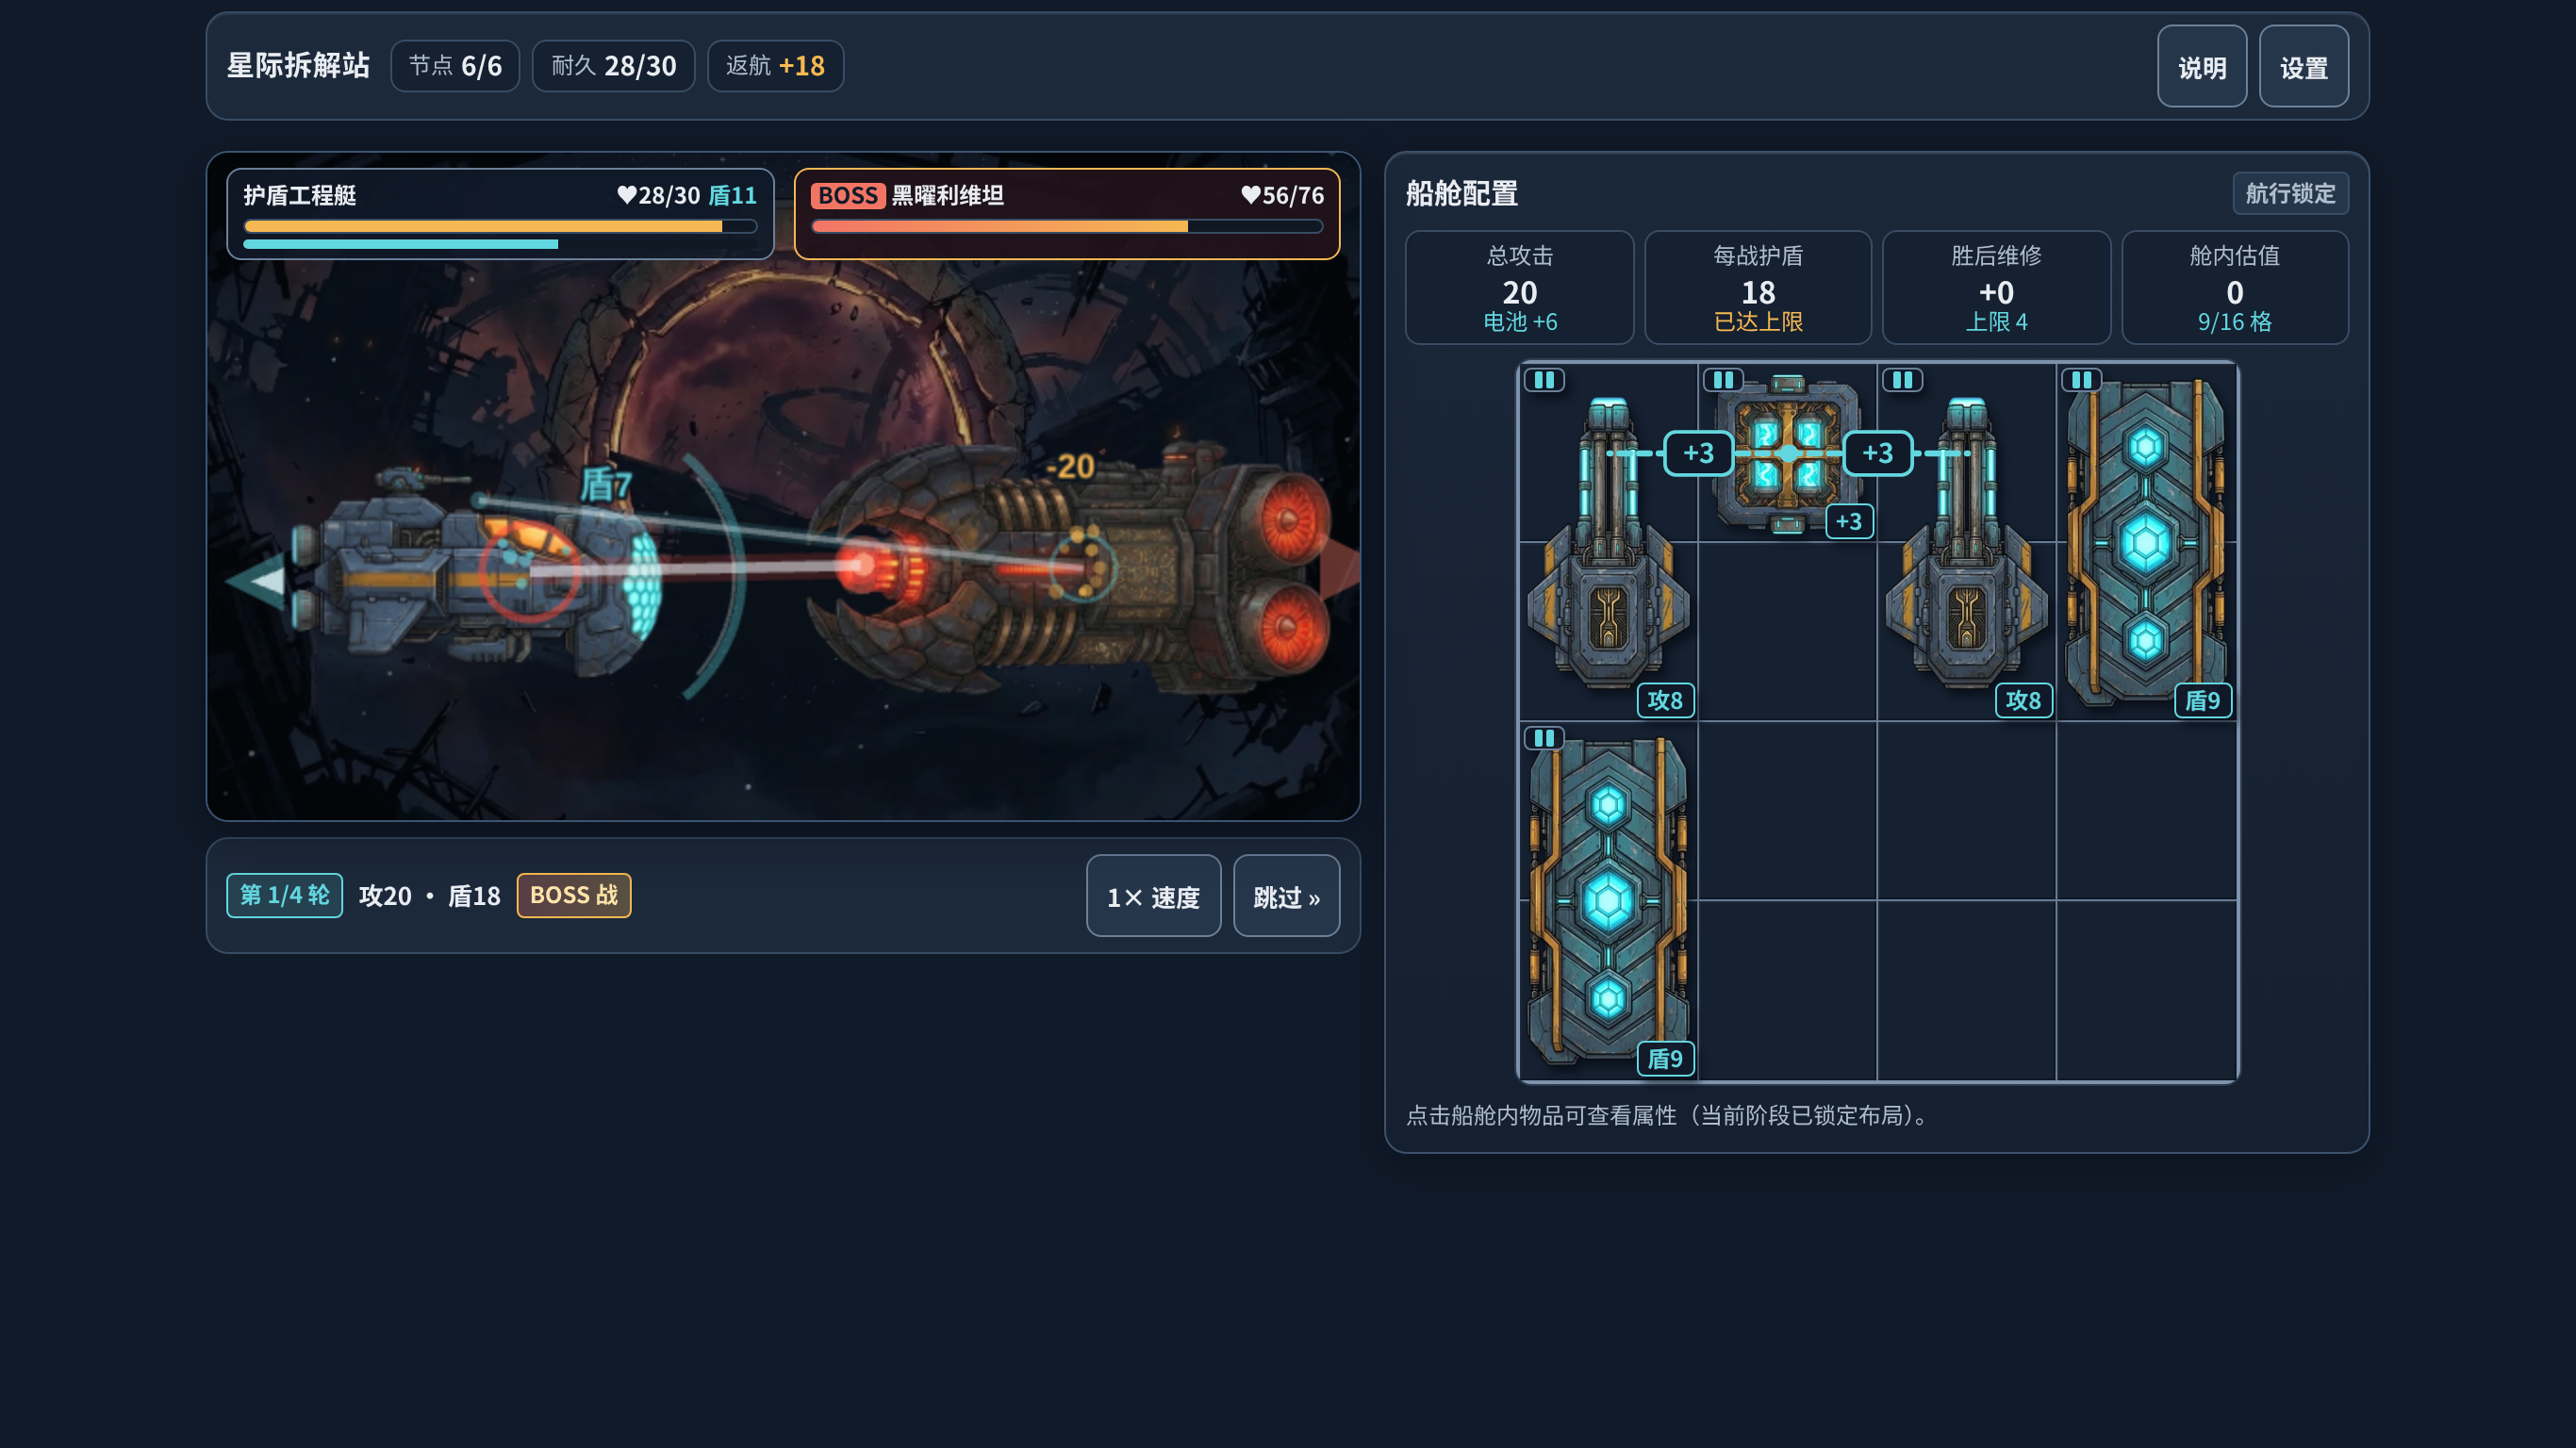 星际拆解站
节点 6/6
耐久 28/30
返航 +18
说明
设置
护盾工程艇 ♥28/30 盾11
BOSS 黑曜利维坦 ♥56/76
盾7
-20
第 1/4 轮 攻20 · 盾18 BOSS 战
1× 速度
跳过 »
船舱配置
航行锁定
总攻击
20
电池 +6
每战护盾
18
已达上限
胜后维修
+0
上限 4
舱内估值
0
9/16 格
+3
+3
+3
攻8
攻8
盾9
盾9
点击船舱内物品可查看属性（当前阶段已锁定布局）。